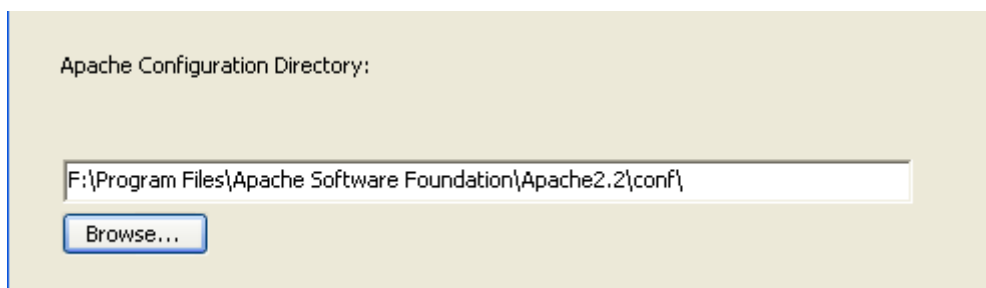 Apache Configuration Directory:
F:\Program Files\Apache Software Foundation\Apache2.2\conf\
Browse...